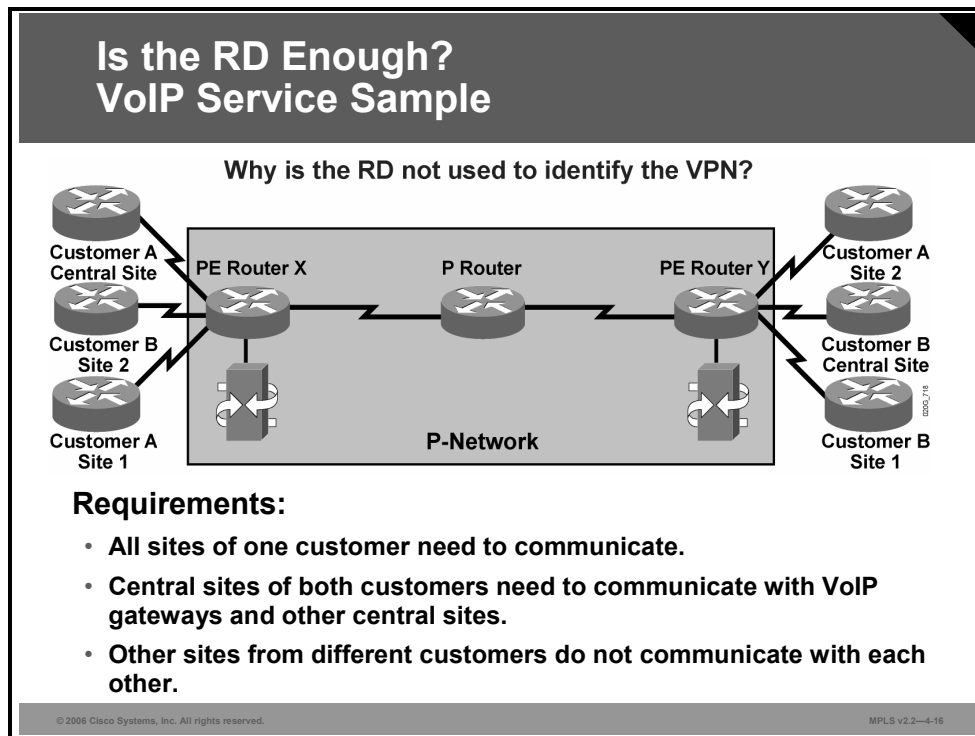 Is the RD Enough?
VoIP Service Sample
Why is the RD not used to identify the VPN?
Customer A
Central Site
Customer B
Site 2
Customer A
Site 1
PE Router X
P Router
PE Router Y
P-Network
Customer A
Site 2
Customer B
Central Site
Customer B
Site 1
020G_718
Requirements:
• All sites of one customer need to communicate.
• Central sites of both customers need to communicate with VoIP
gateways and other central sites.
• Other sites from different customers do not communicate with each
other.
© 2006 Cisco Systems, Inc. All rights reserved.
MPLS v2.2—4-16